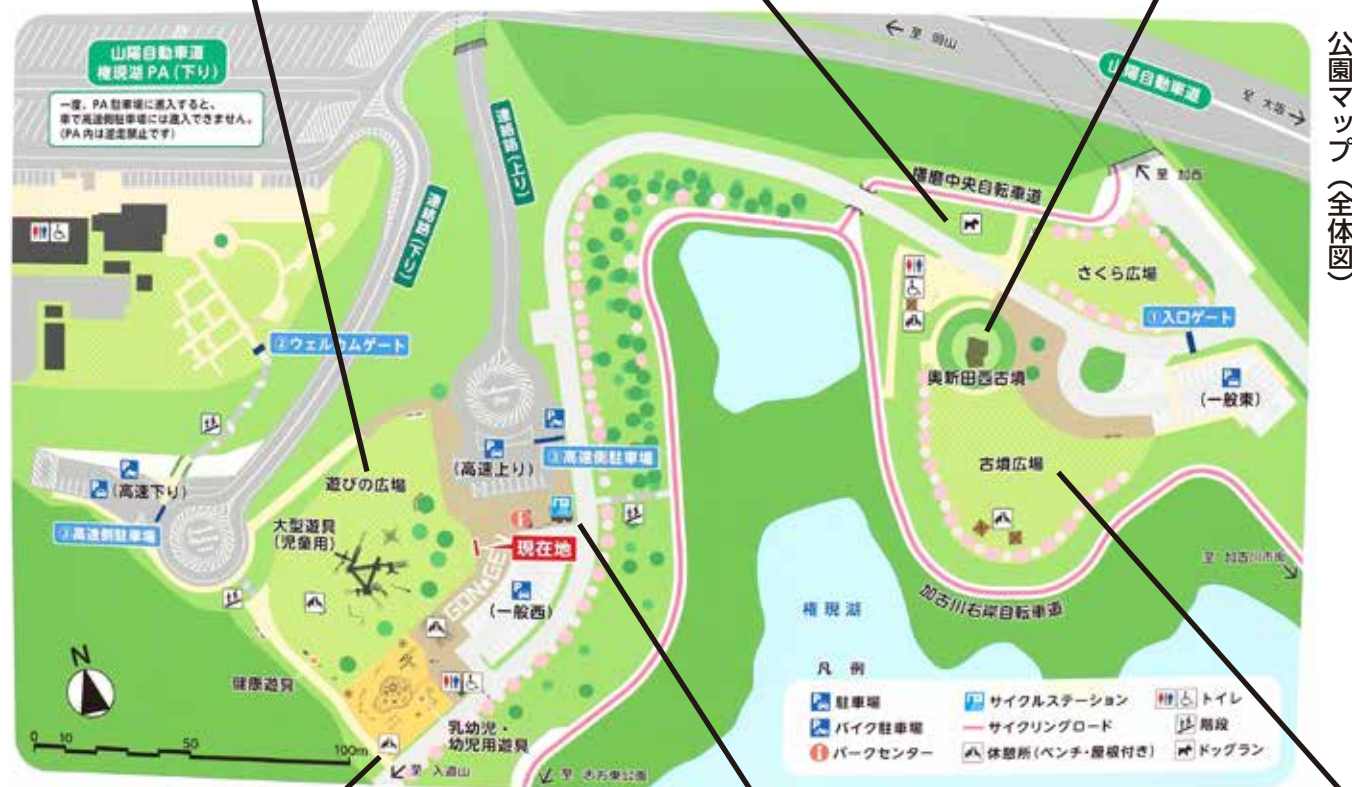 公園マップ（全体図）
山陽自動車道
権現湖PA（下り）
一度、PA駐車場に進入すると、
車で高速側駐車場には進入できません。
（PA内は逆走禁止です）
連絡路（上り）
連絡路（下り）
← 至 岡山
山陽自動車道
至 大阪 →
播磨中央自転車道
至 加西
さくら広場
①入口ゲート
②ウェルカムゲート
奥新田西古墳
P
（一般東）
古墳広場
P
（高速上り）
③高速側駐車場
遊びの広場
（高速下り）
③高速側駐車場
大型遊具
（児童用）
現在地
GONGEN
P
（一般西）
至 加古川市街
加古川右岸自転車道
権現湖
N
健康遊具
乳幼児・
幼児用遊具
0 10 50 100m
至 入道山
至 志方東公園
凡 例
駐車場
サイクルステーション
トイレ
バイク駐車場
サイクリングロード
階段
パークセンター
休憩所（ベンチ・屋根付き）
ドッグラン